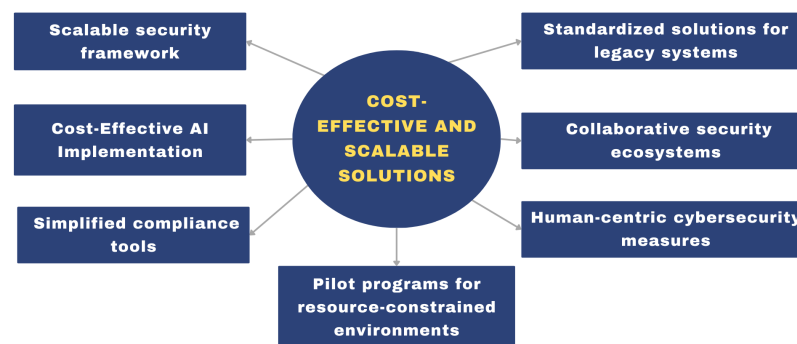 Scalable security
framework
Standardized solutions for
legacy systems
COST-
EFFECTIVE AND
SCALABLE
SOLUTIONS
Cost-Effective AI
Implementation
Collaborative security
ecosystems
Simplified compliance
tools
Human-centric cybersecurity
measures
Pilot programs for
resource-constrained
environments